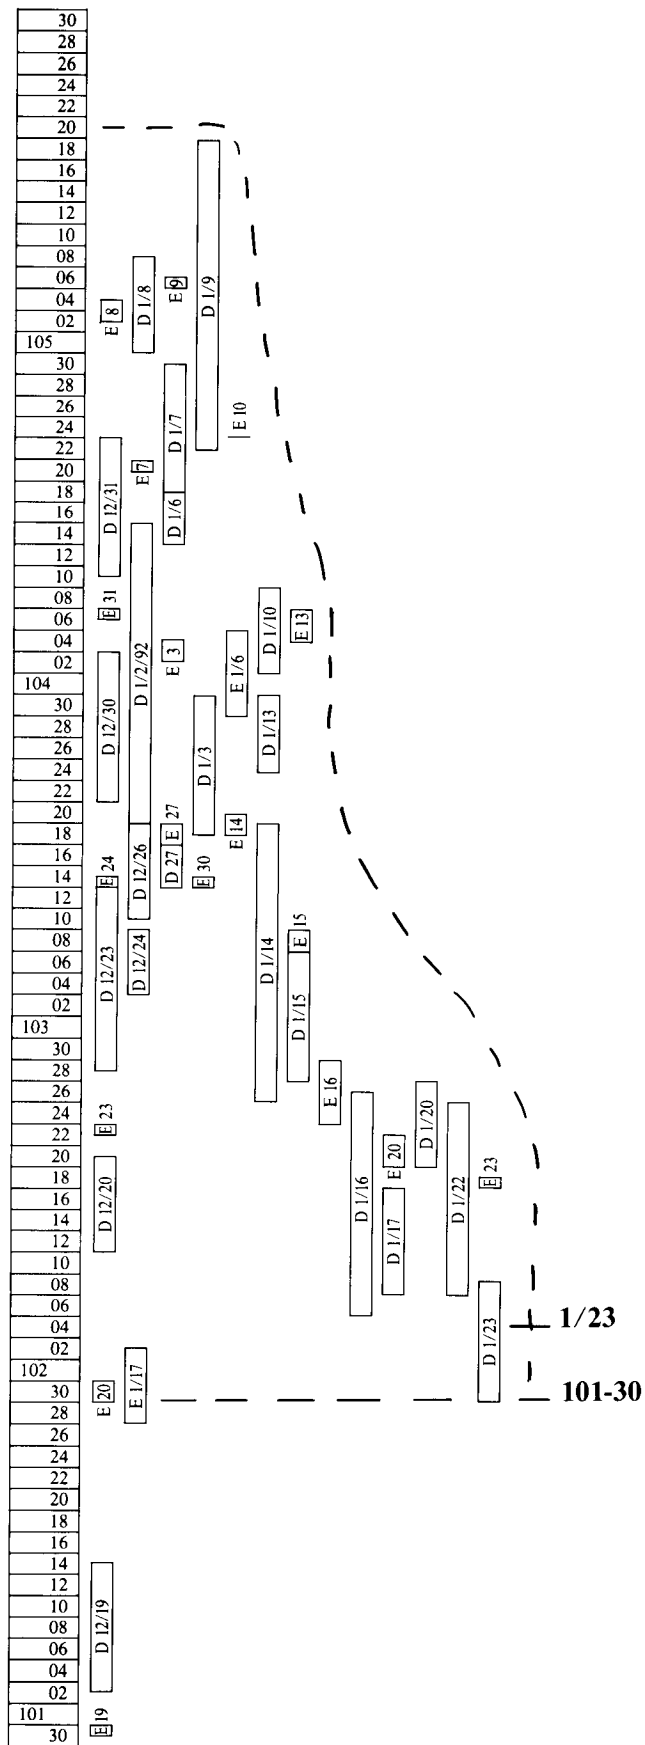 30
28
26
24
22
20
18
16
14
12
10
08
06 E 9
04 E 8 D 1/8 D 1/9
02
105
30
28
26 E 10
24 D 1/7
22
20 E 7
18 D 12/31
16 D 1/6
14
12
10
08 E 31
06 D 1/10 E 13
04 E 3
02 D 1/2/92 E 1/6
104
30 D 12/30
28 D 1/13
26 D 1/3
24
22
20 E 27
18 E 14
16 E 24 D 12/26 D 27
14 E 30
12
10 E 15
08 D 12/23 D 12/24
06 D 1/14
04
02 D 1/15
103
30
28
26 E 16
24 E 23 D 1/20
22
20 E 20
18 E 23
16 D 12/20 D 1/16 D 1/22
14 D 1/17
12
10
08
06
04 D 1/23 1/23
02
102 E 1/17
30 E 20 101-30
28
26
24
22
20
18
16
14
12
10
08 D 12/19
06
04
02
101
30 E 19